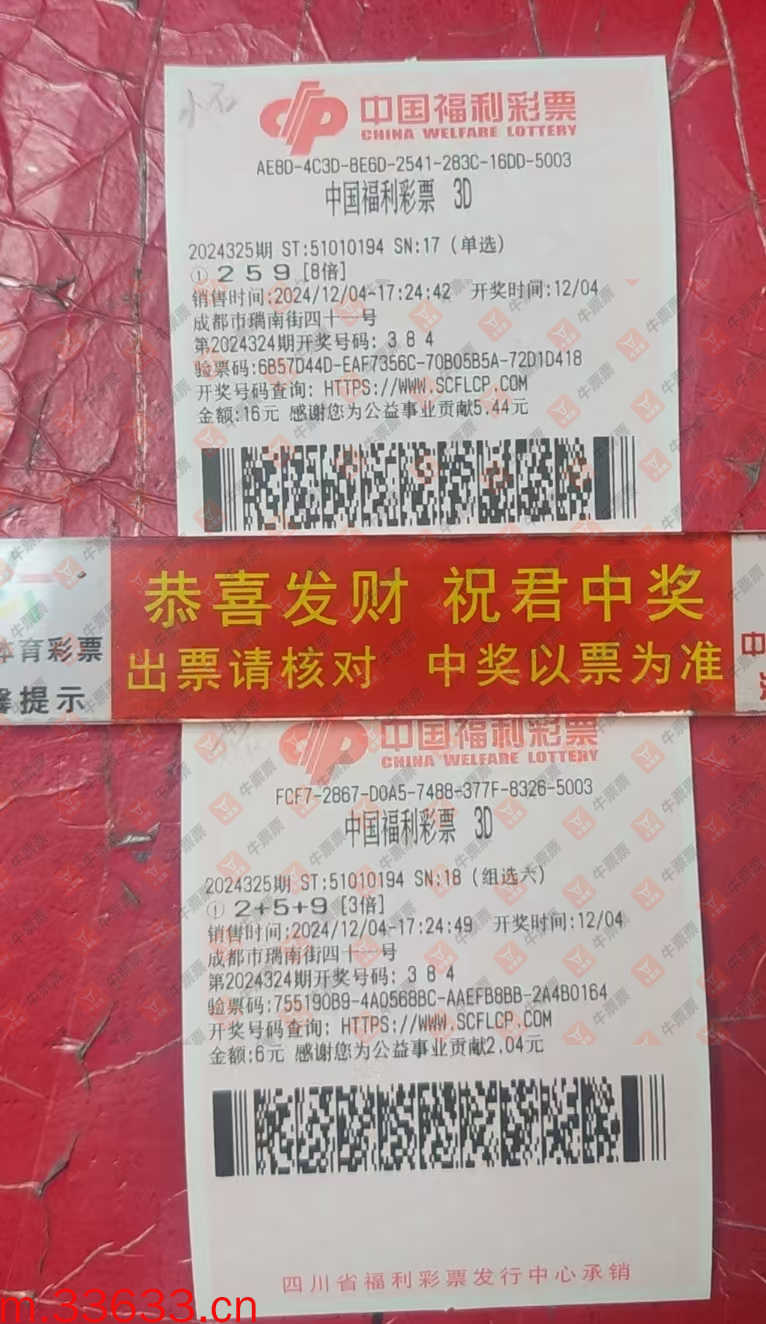 小石
中国福利彩票
CHINA WELFARE LOTTERY
AE8D-4C3D-8E6D-2541-283C-16DD-5003
中国福利彩票 3D
2024325期 ST:51010194 SN:17 (单选)
① 2 5 9 [8倍]
销售时间:2024/12/04-17:24:42 开奖时间:12/04
成都市瑞南街四十一号
第2024324期开奖号码: 3 8 4
验票码:6B57D44D-EAF7356C-70B05B5A-72D1D418
开奖号码查询: HTTPS://WWW.SCFLCP.COM
金额:16元 感谢您为公益事业贡献5.44元
恭喜发财 祝君中奖
体育彩票
出票请核对 中奖以票为准
中
提示
中国福利彩票
CHINA WELFARE LOTTERY
FCF7-2867-D0A5-7488-377F-8326-5003
中国福利彩票 3D
2024325期 ST:51010194 SN:18 (组选六)
① 2+5+9 [3倍]
销售时间:2024/12/04-17:24:49 开奖时间:12/04
成都市瑞南街四十一号
第2024324期开奖号码: 3 8 4
验票码:755190B9-4A0568BC-AAEFB8BB-2A4B0164
开奖号码查询: HTTPS://WWW.SCFLCP.COM
金额:6元 感谢您为公益事业贡献2.04元
四川省福利彩票发行中心承销
m.33633.cn
牛票票